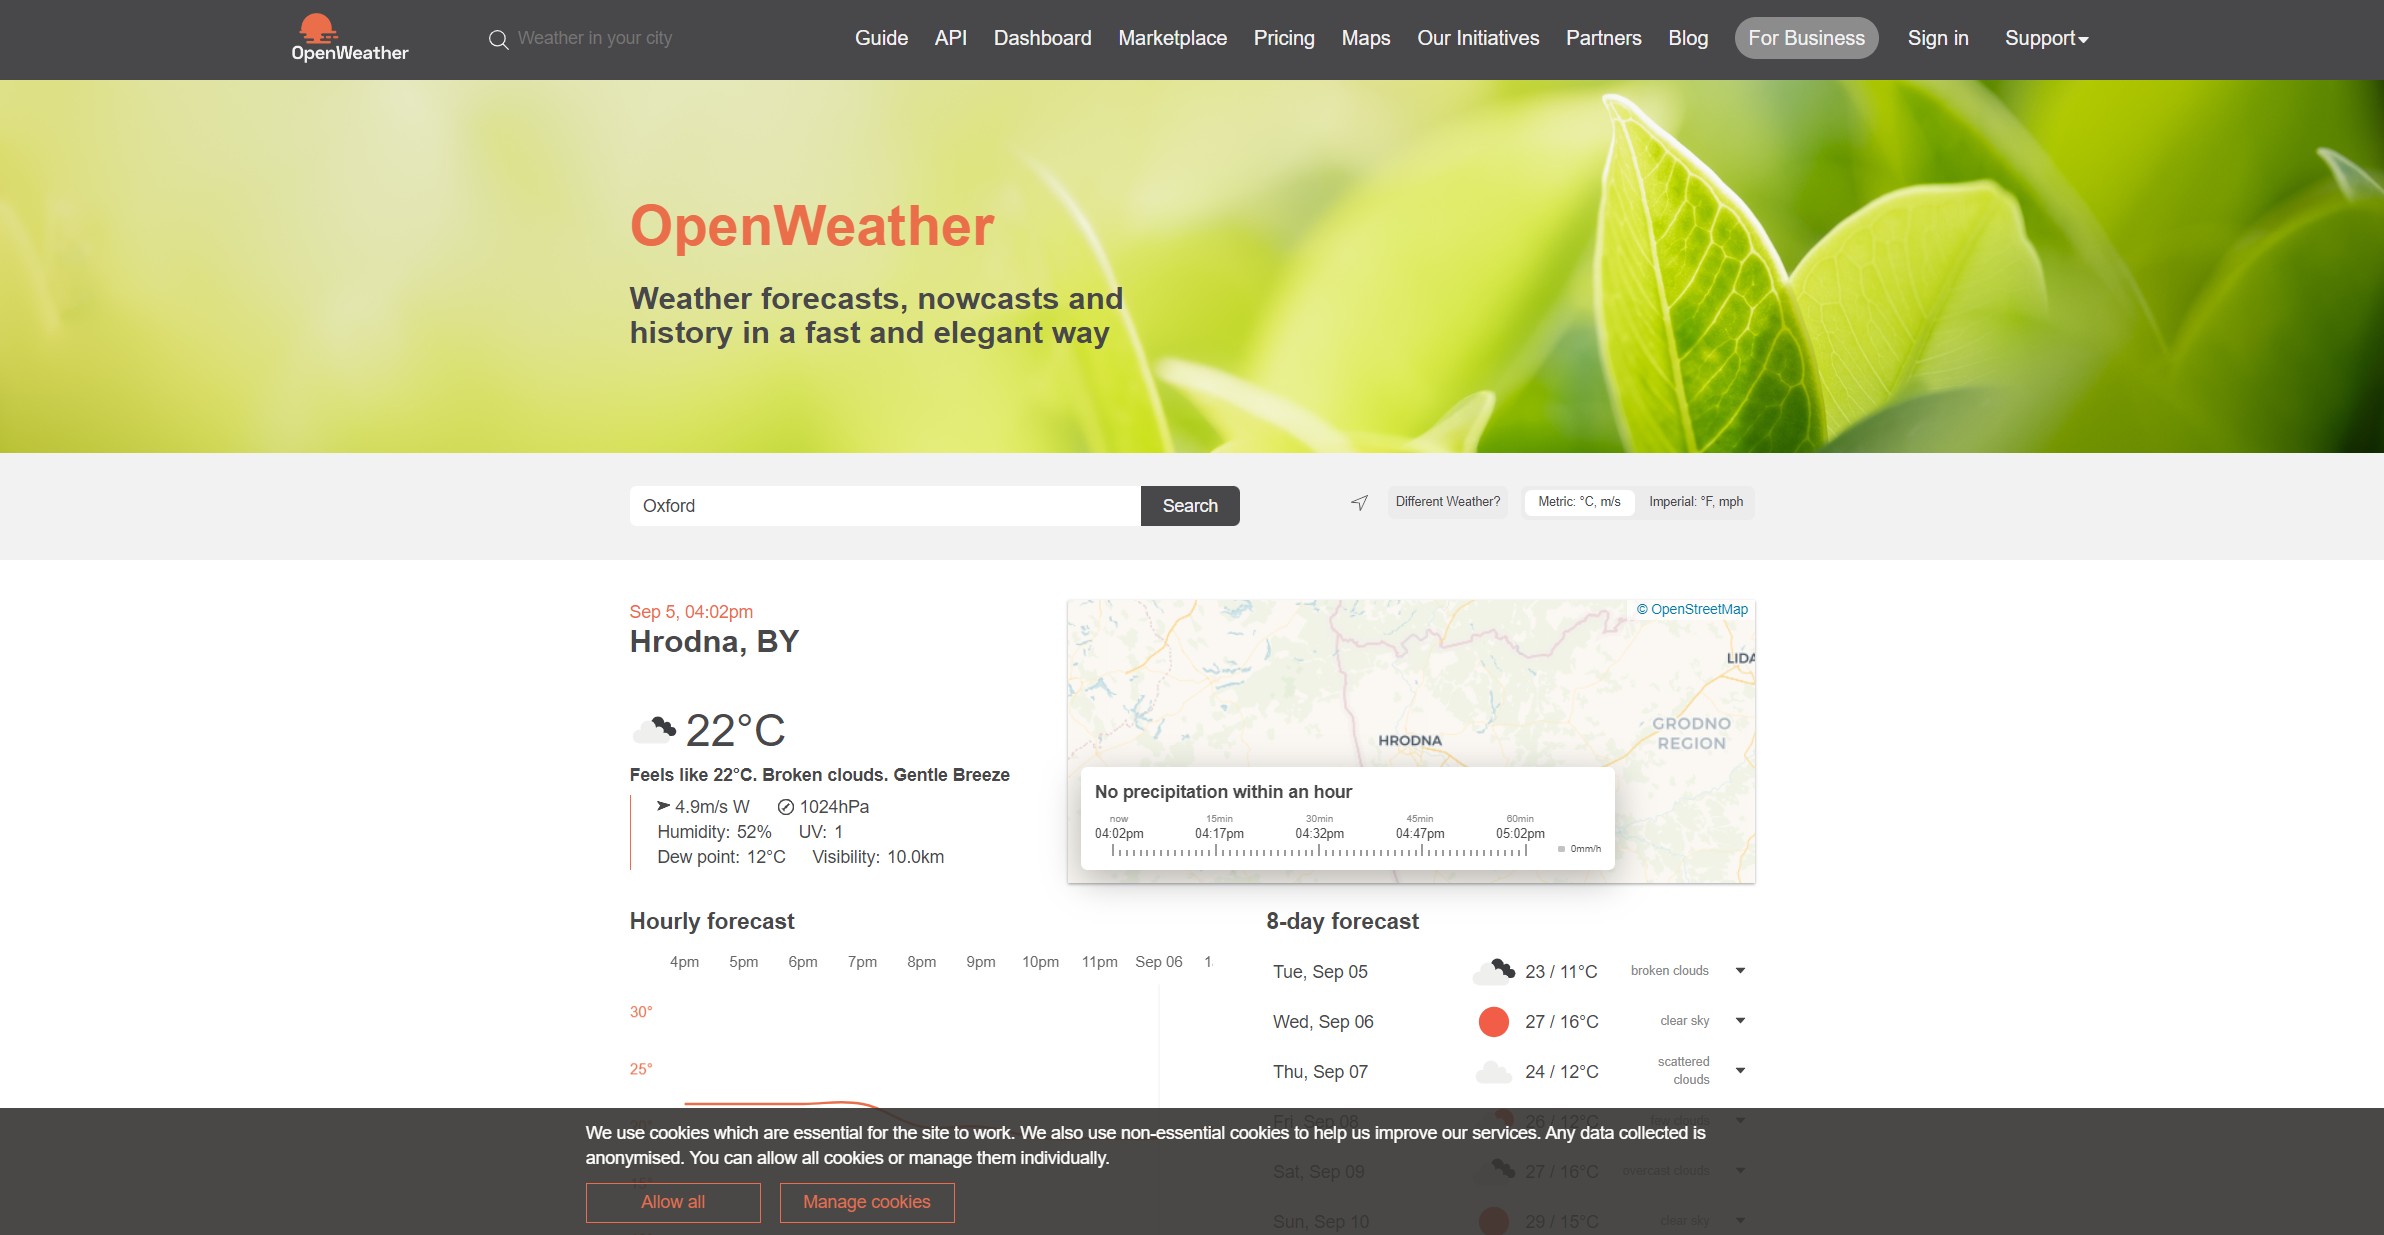 OpenWeather
Weather in your city
Guide
API
Dashboard
Marketplace
Pricing
Maps
Our Initiatives
Partners
Blog
For Business
Sign in
Support
OpenWeather
Weather forecasts, nowcasts and
history in a fast and elegant way
Oxford
Search
Different Weather?
Metric: °C, m/s
Imperial: °F, mph
Sep 5, 04:02pm
Hrodna, BY
22°C
Feels like 22°C. Broken clouds. Gentle Breeze
4.9m/s W
1024hPa
Humidity: 52%
UV: 1
Dew point: 12°C
Visibility: 10.0km
© OpenStreetMap
LIDA
GRODNO
REGION
HRODNA
No precipitation within an hour
now
15min
30min
45min
60min
04:02pm
04:17pm
04:32pm
04:47pm
05:02pm
0mm/h
Hourly forecast
4pm
5pm
6pm
7pm
8pm
9pm
10pm
11pm
Sep 06
30°
25°
15°
8-day forecast
Tue, Sep 05
23 / 11°C
broken clouds
Wed, Sep 06
27 / 16°C
clear sky
Thu, Sep 07
24 / 12°C
scattered
clouds
Fri, Sep 08
26 / 12°C
few clouds
Sat, Sep 09
27 / 16°C
overcast clouds
Sun, Sep 10
29 / 15°C
clear sky
We use cookies which are essential for the site to work. We also use non-essential cookies to help us improve our services. Any data collected is
anonymised. You can allow all cookies or manage them individually.
Allow all
Manage cookies